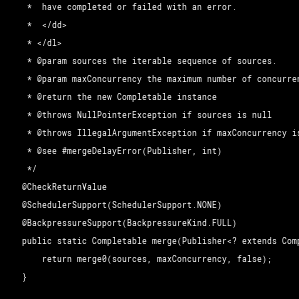 *  have completed or failed with an error.
*  </dd>
* </dl>
* @param sources the iterable sequence of sources.
* @param maxConcurrency the maximum number of
* @return the new Completable instance
* @throws NullPointerException if sources is null
* @throws IllegalArgumentException if maxConcurrency
* @see #mergeDelayError(Publisher, int)
*/
@CheckReturnValue
@SchedulerSupport(SchedulerSupport.NONE)
@BackpressureSupport(BackpressureKind.FULL)
public static Completable merge(Publisher<? extends
return merge0(sources, maxConcurrency, false);
}